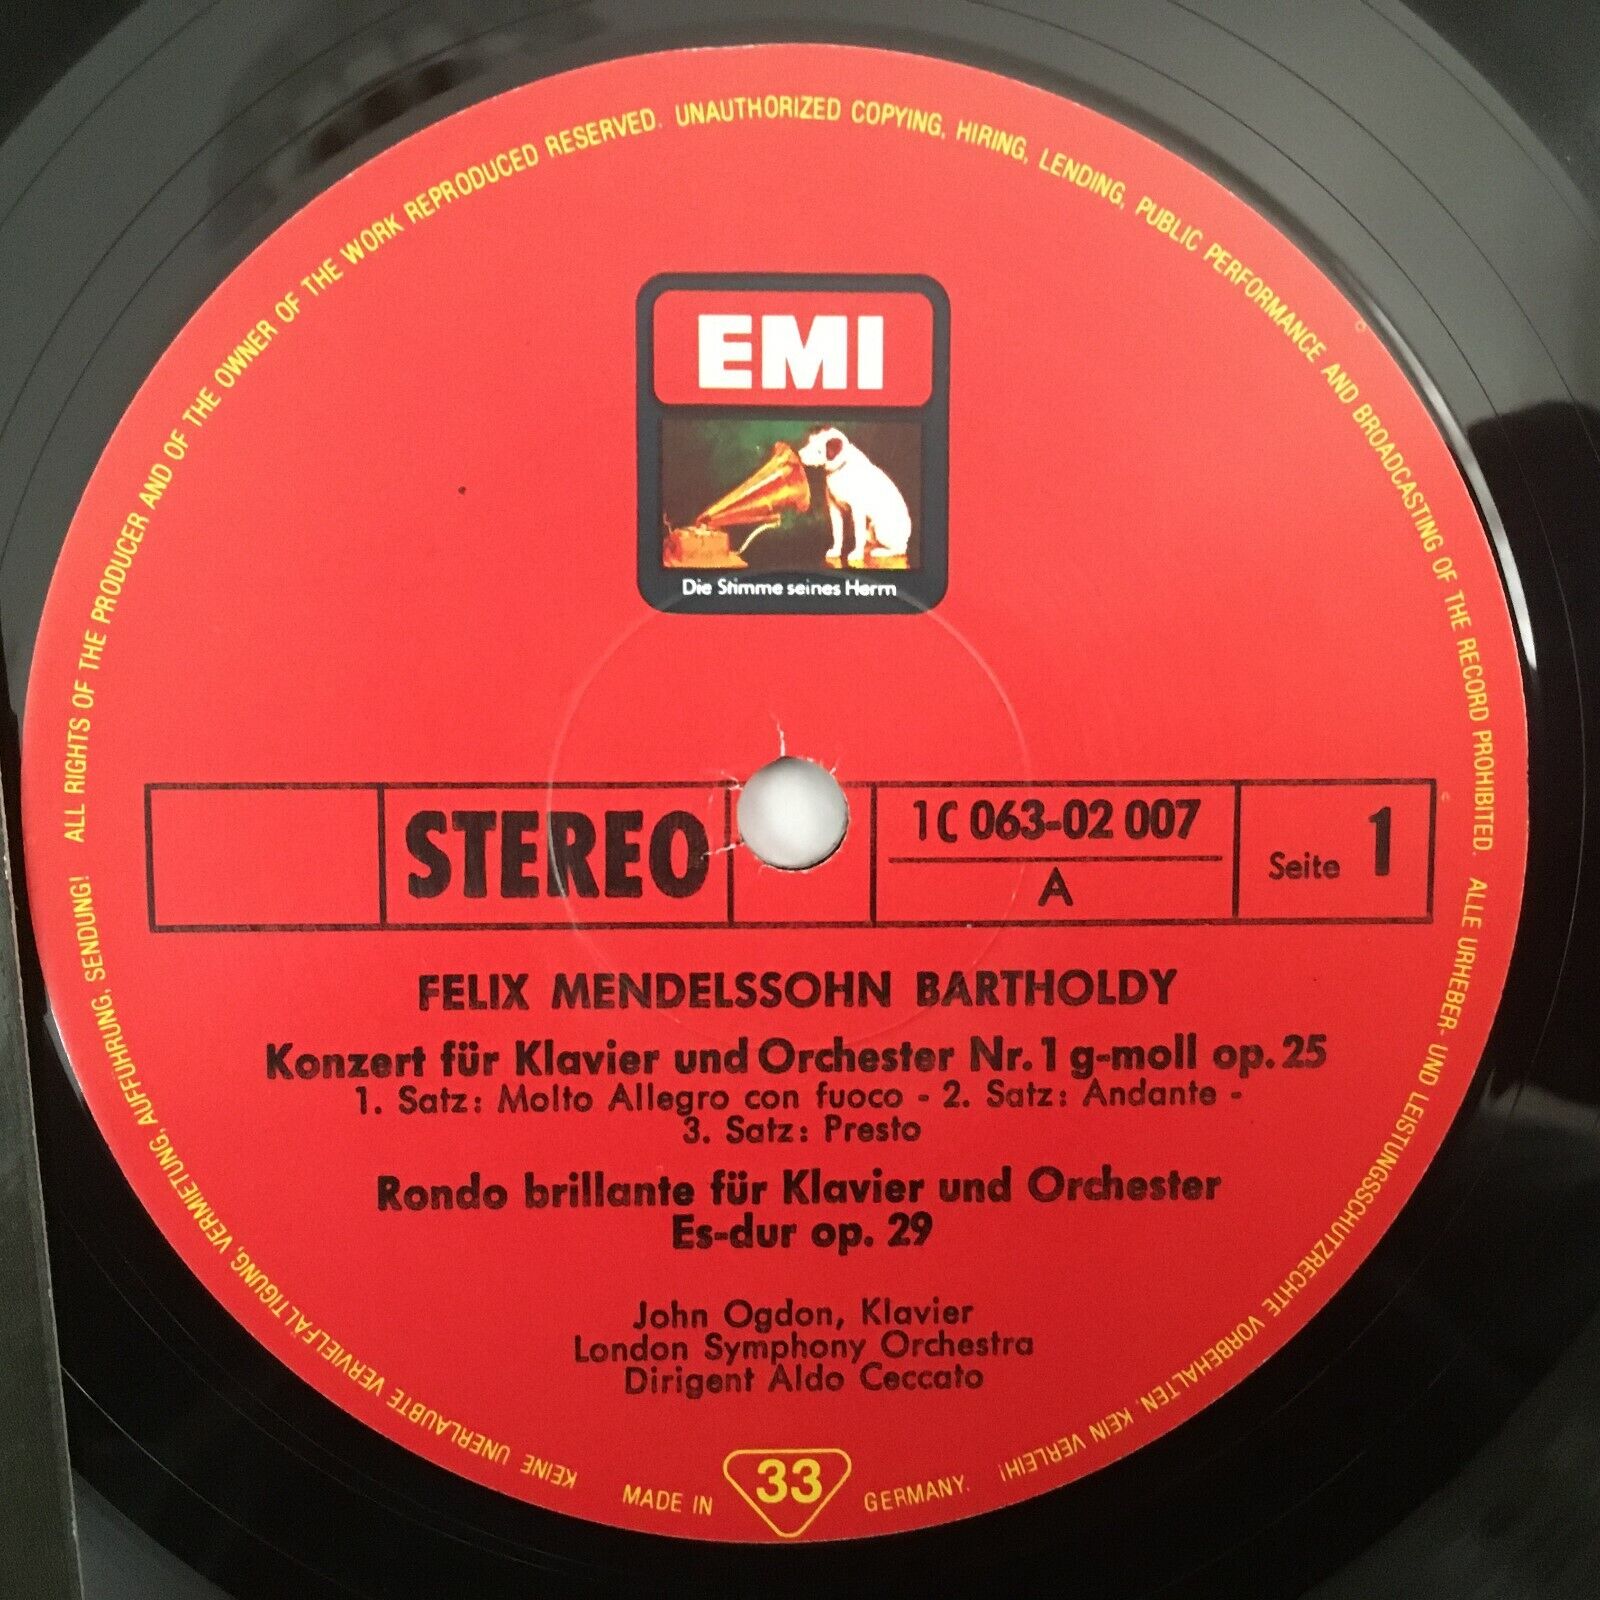 EMI
Die Stimme seines Herrn
STEREO
1C 063-02 007
A
Seite 1
FELIX MENDELSSOHN BARTHOLDY
Konzert für Klavier und Orchester Nr. 1 g-moll op. 25
1. Satz: Molto Allegro con fuoco - 2. Satz: Andante -
3. Satz: Presto
Rondo brillante für Klavier und Orchester
Es-dur op. 29
John Ogdon, Klavier
London Symphony Orchestra
Dirigent Aldo Ceccato
MADE IN 33 GERMANY.
ALL RIGHTS OF THE PRODUCER AND OF THE OWNER OF THE WORK REPRODUCED RESERVED. UNAUTHORIZED COPYING, HIRING, LENDING, PUBLIC PERFORMANCE AND BROADCASTING OF THE RECORD PROHIBITED. ALLE URHEBER- UND LEISTUNGSSCHUTZRECHTE VORBEHALTEN. KEIN VERLEIH! KEINE UNERLAUBTE VERVIELFÄLTIGUNG, VERMIETUNG, AUFFÜHRUNG, SENDUNG!